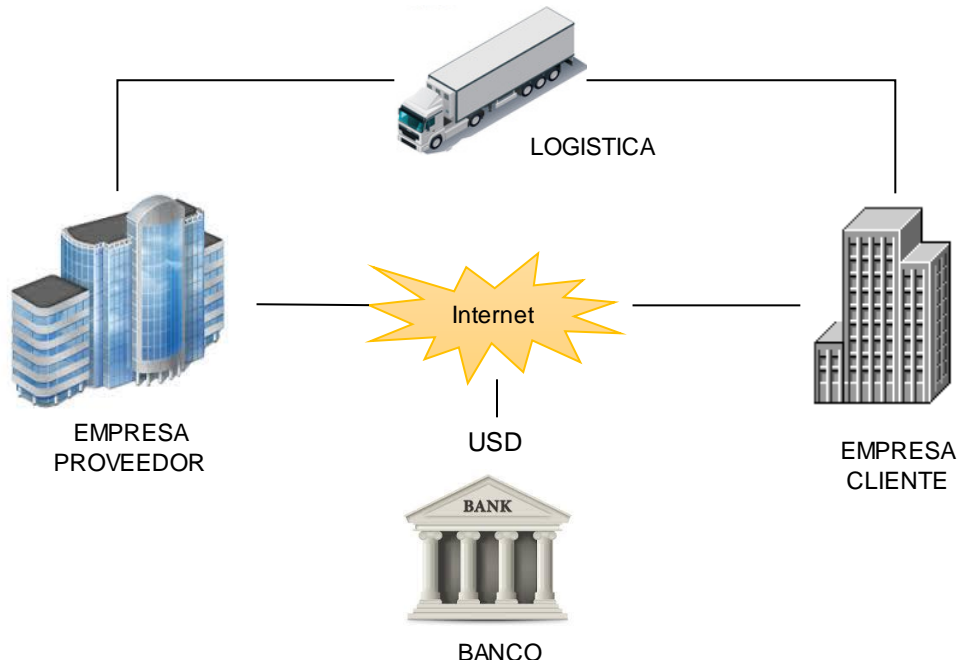 LOGISTICA
Internet
EMPRESA
PROVEEDOR
USD
EMPRESA
CLIENTE
BANK
BANCO